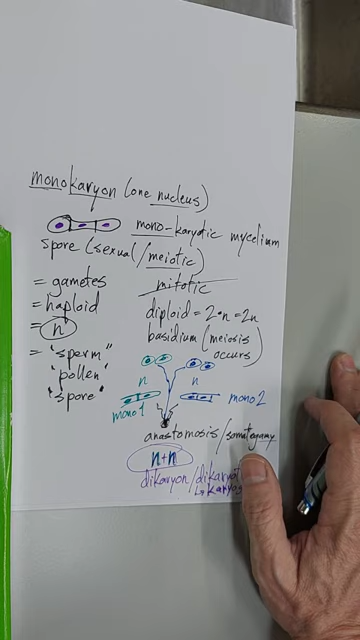 monokaryon (one nucleus)
mono-karyotic mycelium
spore (sexual/meiotic)
= gametes
mitotic
= haploid
diploid = 2·n = 2n
= n
basidium (meiosis
occurs)
= "sperm"
"pollen"
"spore"
n
n
mono 1
mono 2
anastomosis/somatogamy
n+n
dikaryon/